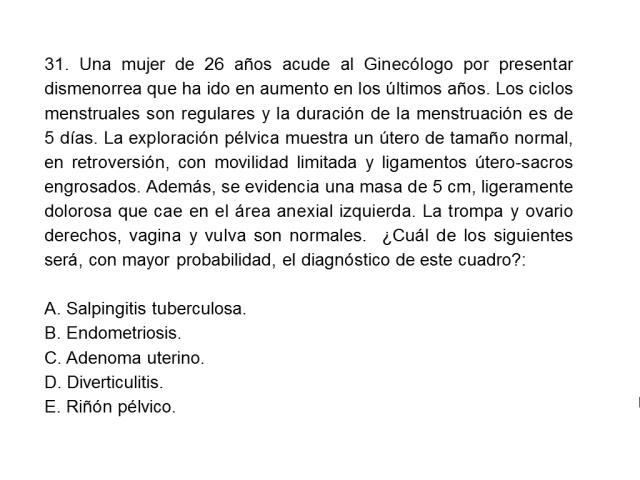 31. Una mujer de 26 años acude al Ginecólogo por presentar
dismenorrea que ha ido en aumento en los últimos años. Los ciclos
menstruales son regulares y la duración de la menstruación es de
5 días. La exploración pélvica muestra un útero de tamaño normal,
en retroversión, con movilidad limitada y ligamentos útero-sacros
engrosados. Además, se evidencia una masa de 5 cm, ligeramente
dolorosa que cae en el área anexial izquierda. La trompa y ovario
derechos, vagina y vulva son normales. ¿Cuál de los siguientes
será, con mayor probabilidad, el diagnóstico de este cuadro?:
A. Salpingitis tuberculosa.
B. Endometriosis.
C. Adenoma uterino.
D. Diverticulitis.
E. Riñón pélvico.